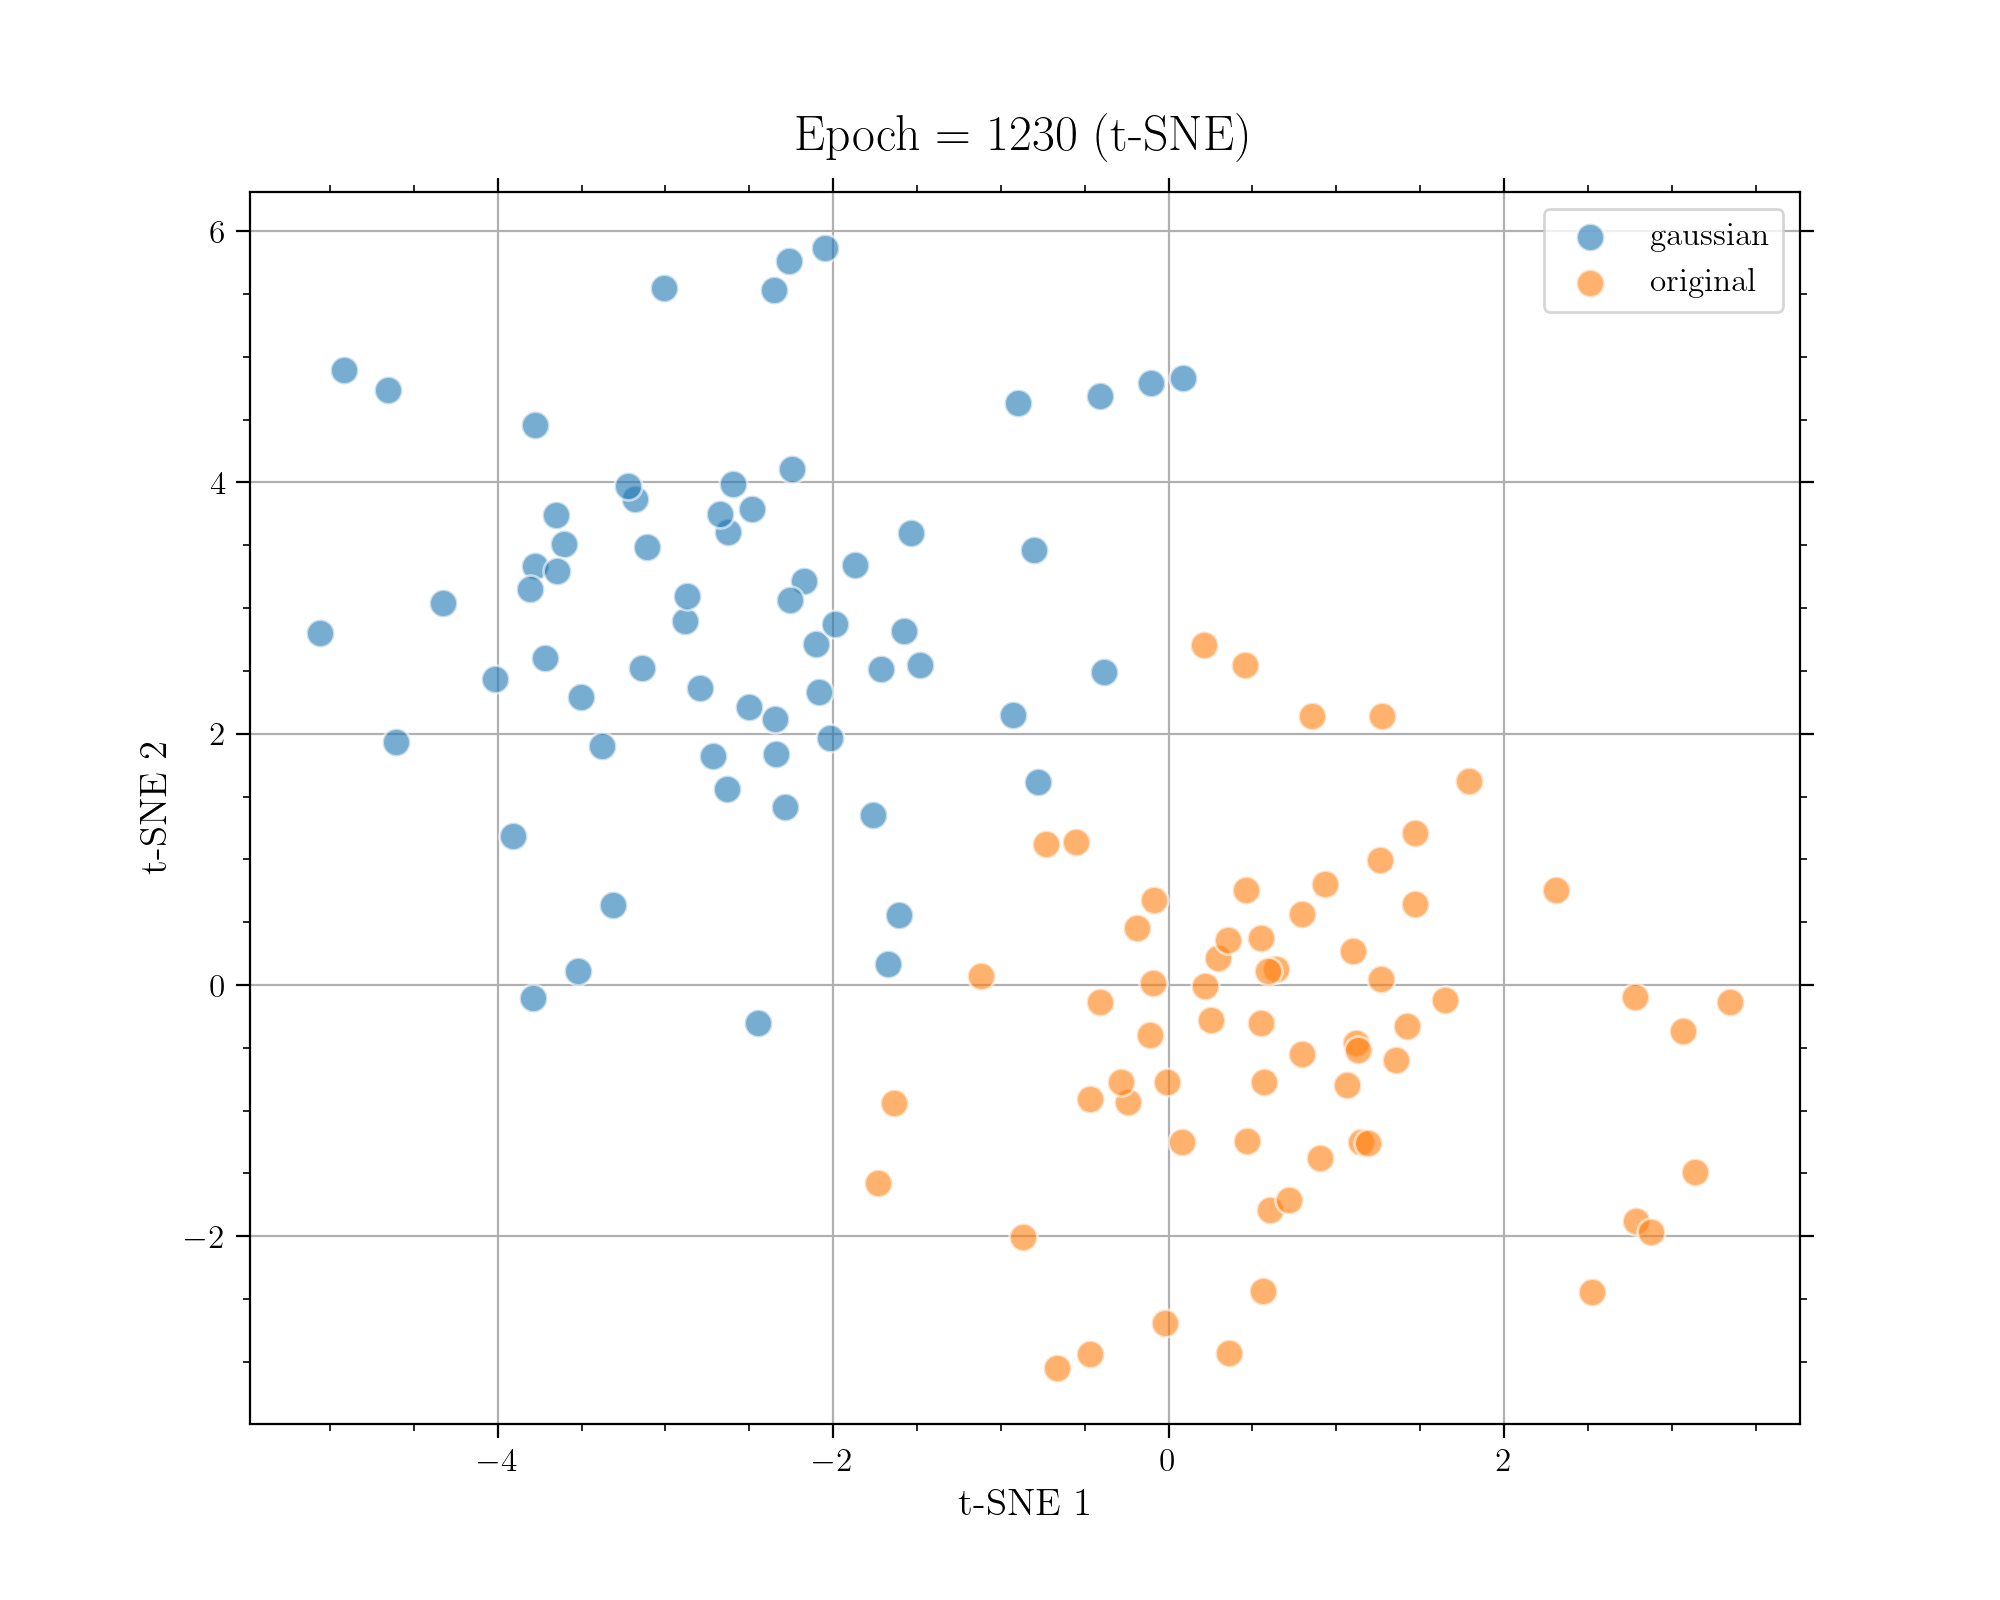 Epoch = 1230 (t-SNE)
gaussian
original
6
4
2
0
−2
t-SNE 2
−4
−2
0
2
t-SNE 1